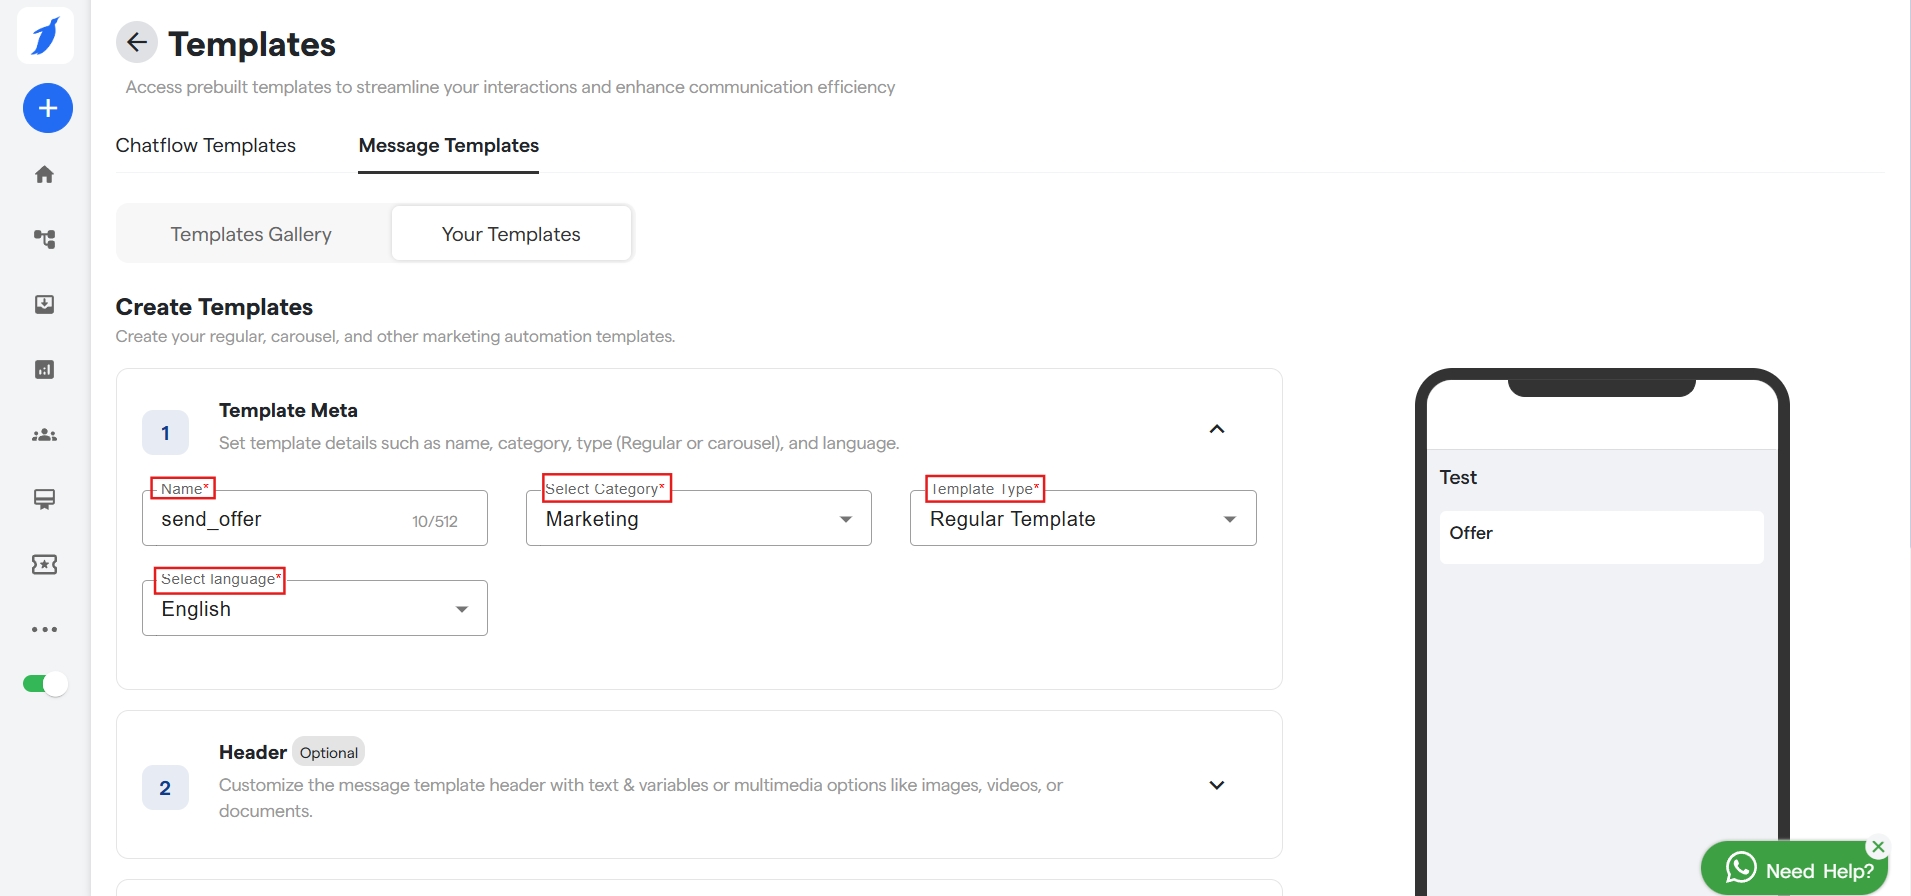 Templates
Access prebuilt templates to streamline your interactions and enhance communication efficiency
Chatflow Templates
Message Templates
Templates Gallery
Your Templates
Create Templates
Create your regular, carousel, and other marketing automation templates.
1
Template Meta
Set template details such as name, category, type (Regular or carousel), and language.
Name*
send_offer
10/512
Select Category*
Marketing
Template Type*
Regular Template
Select language*
English
2
Header Optional
Customize the message template header with text & variables or multimedia options like images, videos, or
documents.
Test
Offer
Need Help?